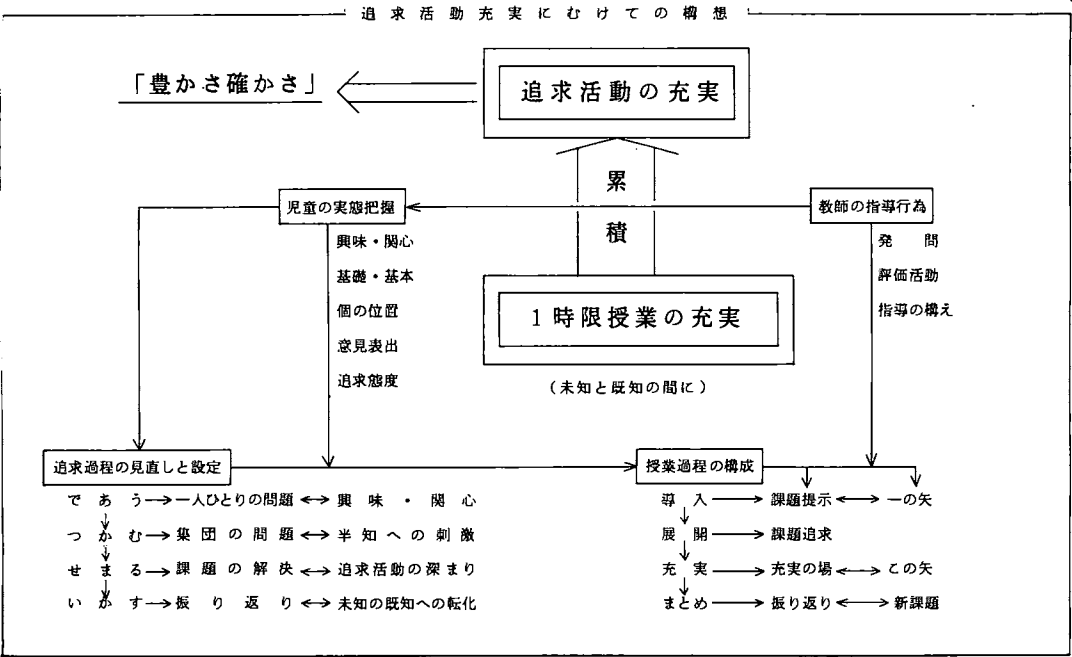 追求活動充実にむけての構想
「豊かさ確かさ」
追求活動の充実
累積
児童の実態把握
教師の指導行為
興味・関心
基礎・基本
個の位置
意見表出
追求態度
発問
評価活動
指導の構え
1時限授業の充実
（未知と既知の間に）
追求過程の見直しと設定
授業過程の構成
であう→一人ひとりの問題↔興味・関心
つかむ→集団の問題↔半知への刺激
せまる→課題の解決↔追求活動の深まり
いかす→振り返り↔未知の既知への転化
導入→課題提示↔一の矢
展開→課題追求
充実→充実の場↔この矢
まとめ→振り返り↔新課題